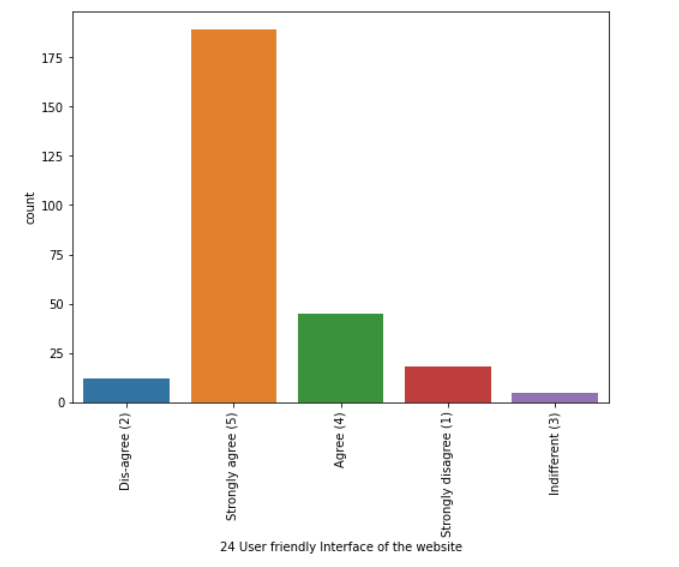 175
150
125
100
75
50
25
0
count
Dis-agree (2)
Strongly agree (5)
Agree (4)
Strongly disagree (1)
Indifferent (3)
24 User friendly Interface of the website